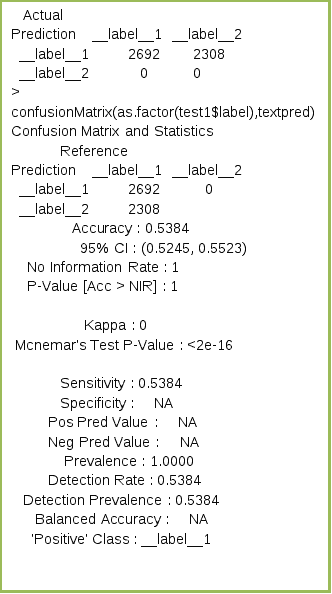 Actual
Prediction __label__1 __label__2
__label__1 2692 2308
__label__2 0 0
>
confusionMatrix(as.factor(test1$label),textpred)
Confusion Matrix and Statistics
Reference
Prediction __label__1 __label__2
__label__1 2692 0
__label__2 2308
Accuracy : 0.5384
95% CI : (0.5245, 0.5523)
No Information Rate : 1
P-Value [Acc > NIR] : 1
Kappa : 0
Mcnemar's Test P-Value : <2e-16
Sensitivity : 0.5384
Specificity : NA
Pos Pred Value : NA
Neg Pred Value : NA
Prevalence : 1.0000
Detection Rate : 0.5384
Detection Prevalence : 0.5384
Balanced Accuracy : NA
'Positive' Class : __label__1